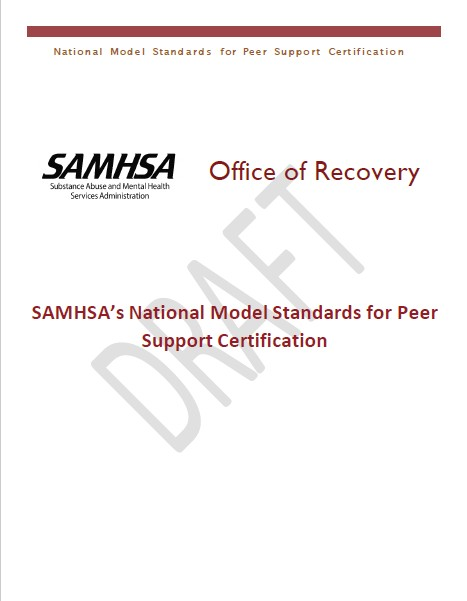 National Model Standards for Peer Support Certification
SAMHSA
Substance Abuse and Mental Health
Services Administration
Office of Recovery
DRAFT
SAMHSA's National Model Standards for Peer
Support Certification